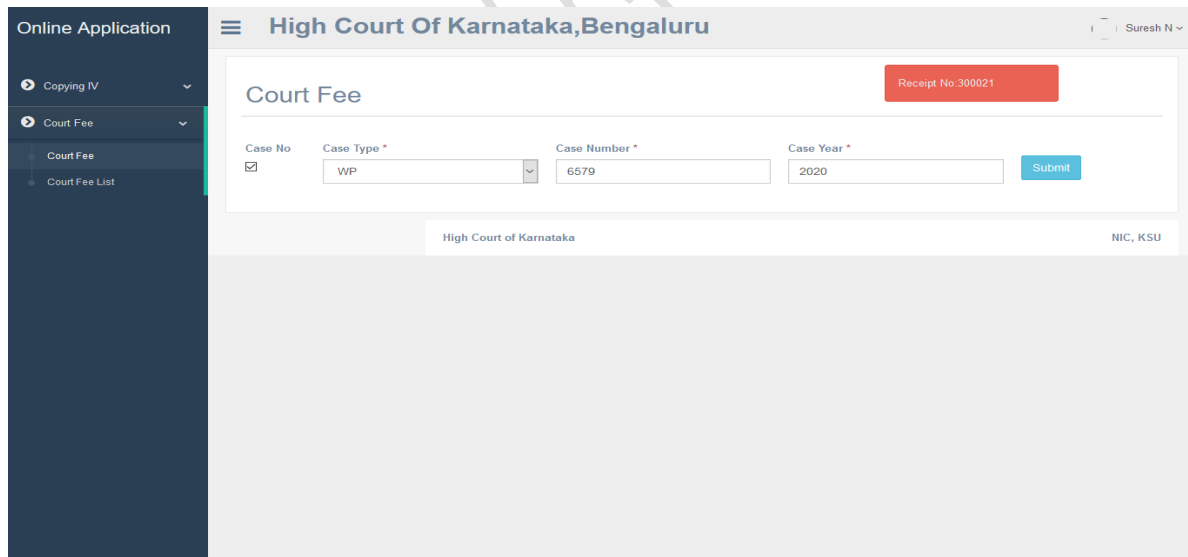 Online Application
High Court Of Karnataka,Bengaluru
Suresh N
Copying IV
Court Fee
Court Fee
Court Fee List
Court Fee
Receipt No:300021
Case No
Case Type *
Case Number *
Case Year *
WP
6579
2020
Submit
High Court of Karnataka
NIC, KSU